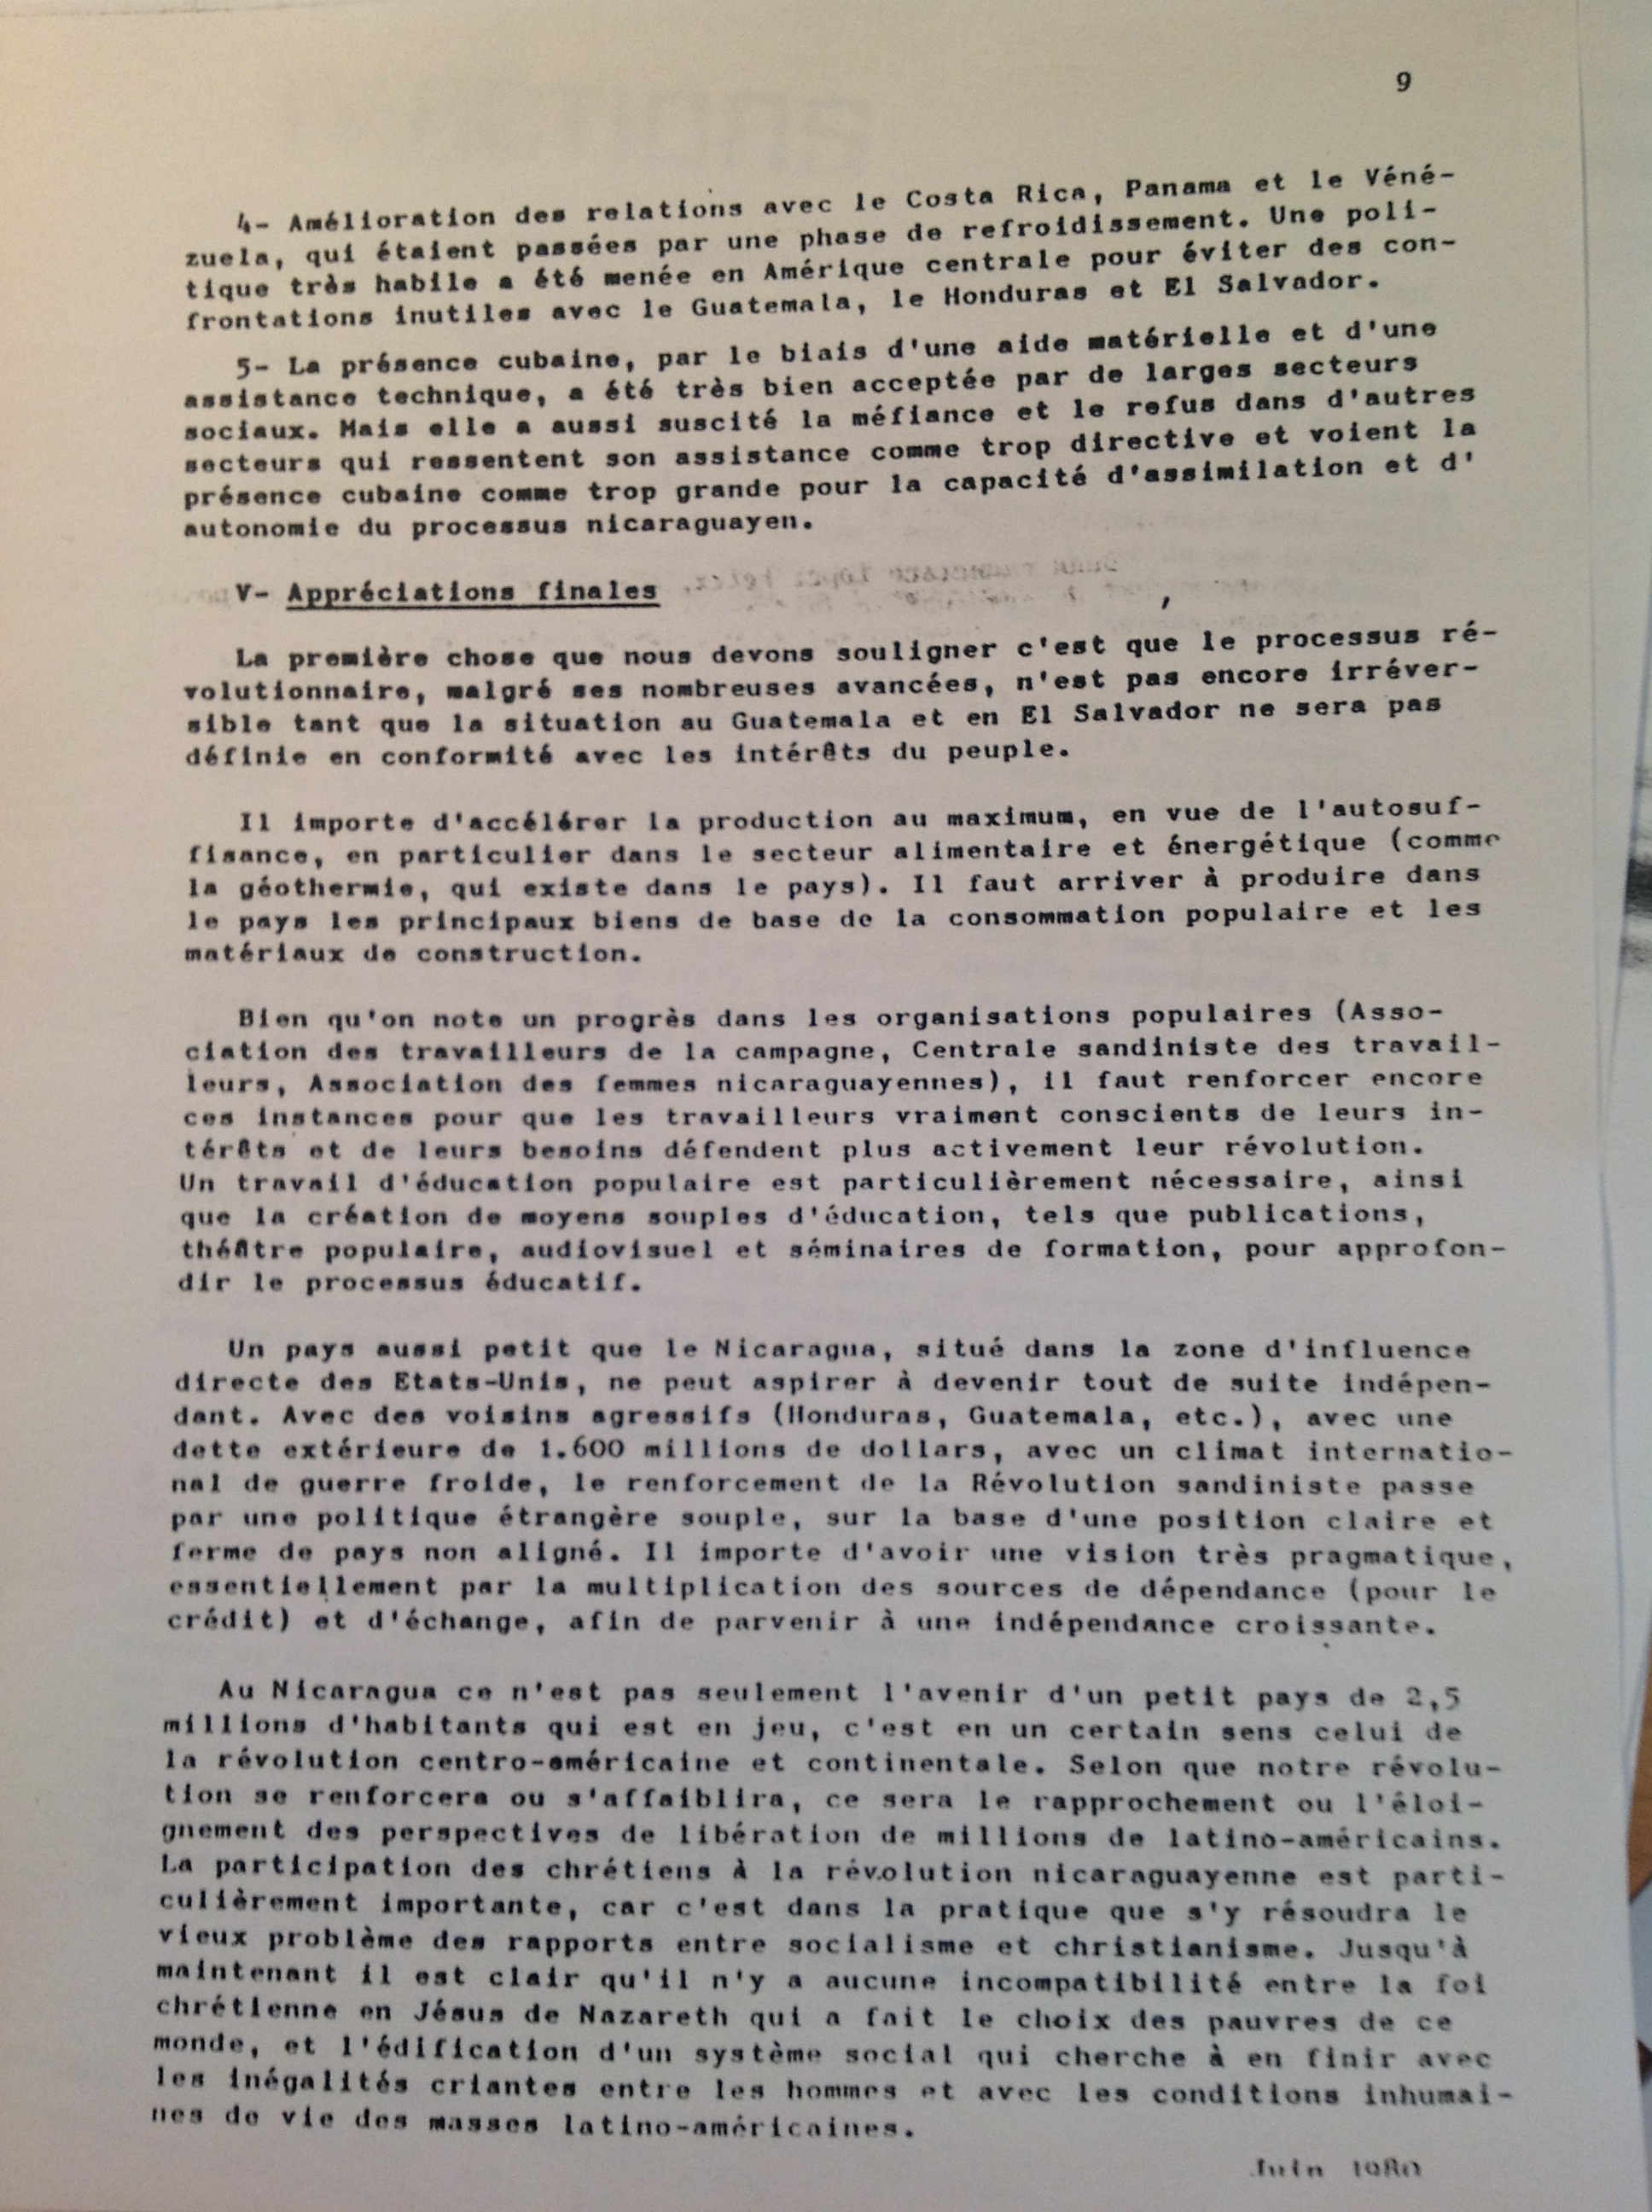 9
4- Amélioration des relations avec le Costa Rica, Panama et le Véné-
zuela, qui étaient passées par une phase de refroidissement. Une poli-
tique très habile a été menée en Amérique centrale pour éviter des con-
frontations inutiles avec le Guatemala, le Honduras et El Salvador.
5- La présence cubaine, par le biais d'une aide matérielle et d'une
assistance technique, a été très bien acceptée par de larges secteurs
sociaux. Mais elle a aussi suscité la méfiance et le refus dans d'autres
secteurs qui ressentent son assistance comme trop directive et voient la
présence cubaine comme trop grande pour la capacité d'assimilation et d'
autonomie du processus nicaraguayen.
V- Appréciations finales
La première chose que nous devons souligner c'est que le processus ré-
volutionnaire, malgré ses nombreuses avancées, n'est pas encore irréver-
sible tant que la situation au Guatemala et en El Salvador ne sera pas
définie en conformité avec les intérêts du peuple.
Il importe d'accélérer la production au maximum, en vue de l'autosuf-
fisance, en particulier dans le secteur alimentaire et énergétique (comme
la géothermie, qui existe dans le pays). Il faut arriver à produire dans
le pays les principaux biens de base de la consommation populaire et les
matériaux de construction.
Bien qu'on note un progrès dans les organisations populaires (Asso-
ciation des travailleurs de la campagne, Centrale sandiniste des travail-
leurs, Association des femmes nicaraguayennes), il faut renforcer encore
ces instances pour que les travailleurs vraiment conscients de leurs in-
térêts et de leurs besoins défendent plus activement leur révolution.
Un travail d'éducation populaire est particulièrement nécessaire, ainsi
que la création de moyens souples d'éducation, tels que publications,
théâtre populaire, audiovisuel et séminaires de formation, pour approfon-
dir le processus éducatif.
Un pays aussi petit que le Nicaragua, situé dans la zone d'influence
directe des Etats-Unis, ne peut aspirer à devenir tout de suite indépen-
dant. Avec des voisins agressifs (Honduras, Guatemala, etc.), avec une
dette extérieure de 1.600 millions de dollars, avec un climat internatio-
nal de guerre froide, le renforcement de la Révolution sandiniste passe
par une politique étrangère souple, sur la base d'une position claire et
ferme de pays non aligné. Il importe d'avoir une vision très pragmatique,
essentiellement par la multiplication des sources de dépendance (pour le
crédit) et d'échange, afin de parvenir à une indépendance croissante.
Au Nicaragua ce n'est pas seulement l'avenir d'un petit pays de 2,5
millions d'habitants qui est en jeu, c'est en un certain sens celui de
la révolution centro-américaine et continentale. Selon que notre révolu-
tion se renforcera ou s'affaiblira, ce sera le rapprochement ou l'éloi-
gnement des perspectives de libération de millions de latino-américains.
La participation des chrétiens à la révolution nicaraguayenne est parti-
culièrement importante, car c'est dans la pratique que s'y résoudra le
vieux problème des rapports entre socialisme et christianisme. Jusqu'à
maintenant il est clair qu'il n'y a aucune incompatibilité entre la foi
chrétienne en Jésus de Nazareth qui a fait le choix des pauvres de ce
monde, et l'édification d'un système social qui cherche à en finir avec
les inégalités criantes entre les hommes et avec les conditions inhumai-
nes de vie des masses latino-américaines.
Juin 1980